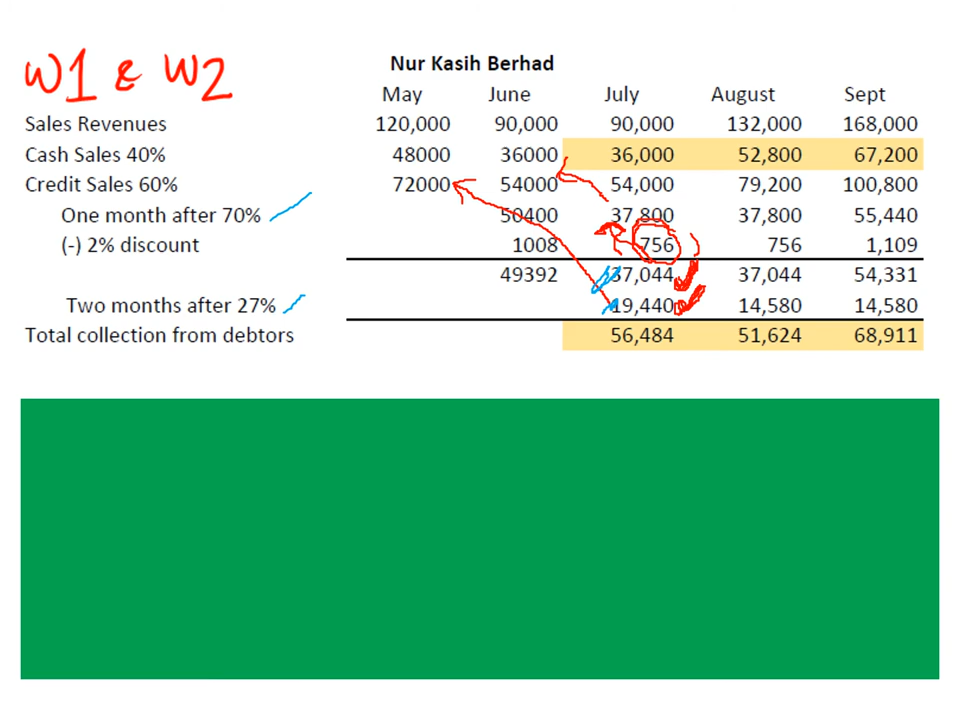 W1 & W2
Nur Kasih Berhad
May June July August Sept
Sales Revenues 120,000 90,000 90,000 132,000 168,000
Cash Sales 40% 48000 36000 36,000 52,800 67,200
Credit Sales 60% 72000 54000 54,000 79,200 100,800
One month after 70% 50400 37,800 37,800 55,440
(-) 2% discount 1008 756 756 1,109
49392 37,044 37,044 54,331
Two months after 27% 19,440 14,580 14,580
Total collection from debtors 56,484 51,624 68,911